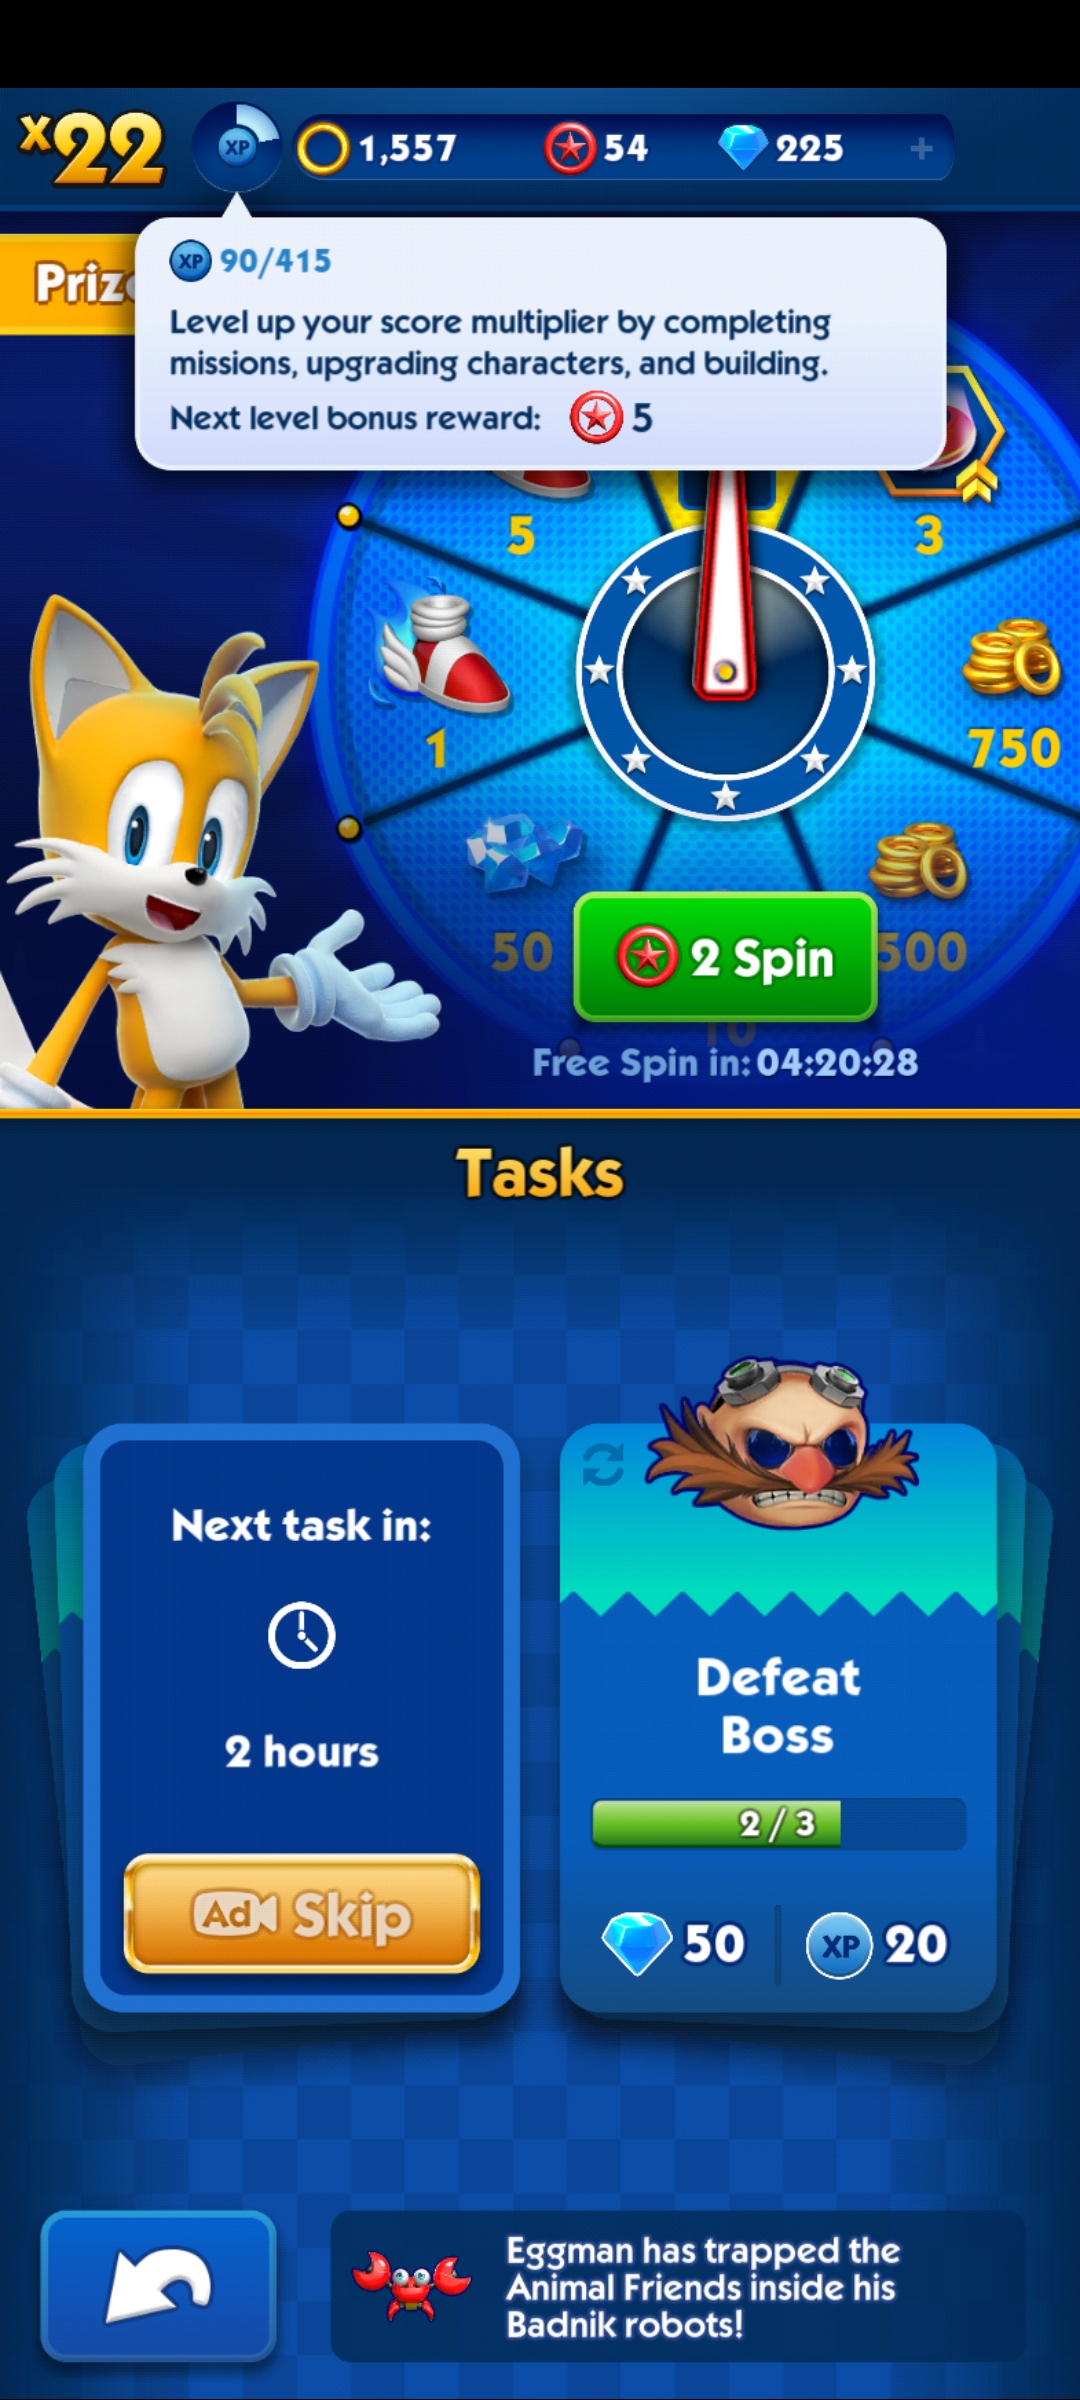 x22
XP
1,557
54
225
+
Priz
XP 90/415
Level up your score multiplier by completing
missions, upgrading characters, and building.
Next level bonus reward: 5
5
3
1
750
50
500
2 Spin
10
Free Spin in: 04:20:28
Tasks
Next task in:
2 hours
Ad Skip
Defeat
Boss
2 / 3
50
XP 20
Eggman has trapped the
Animal Friends inside his
Badnik robots!